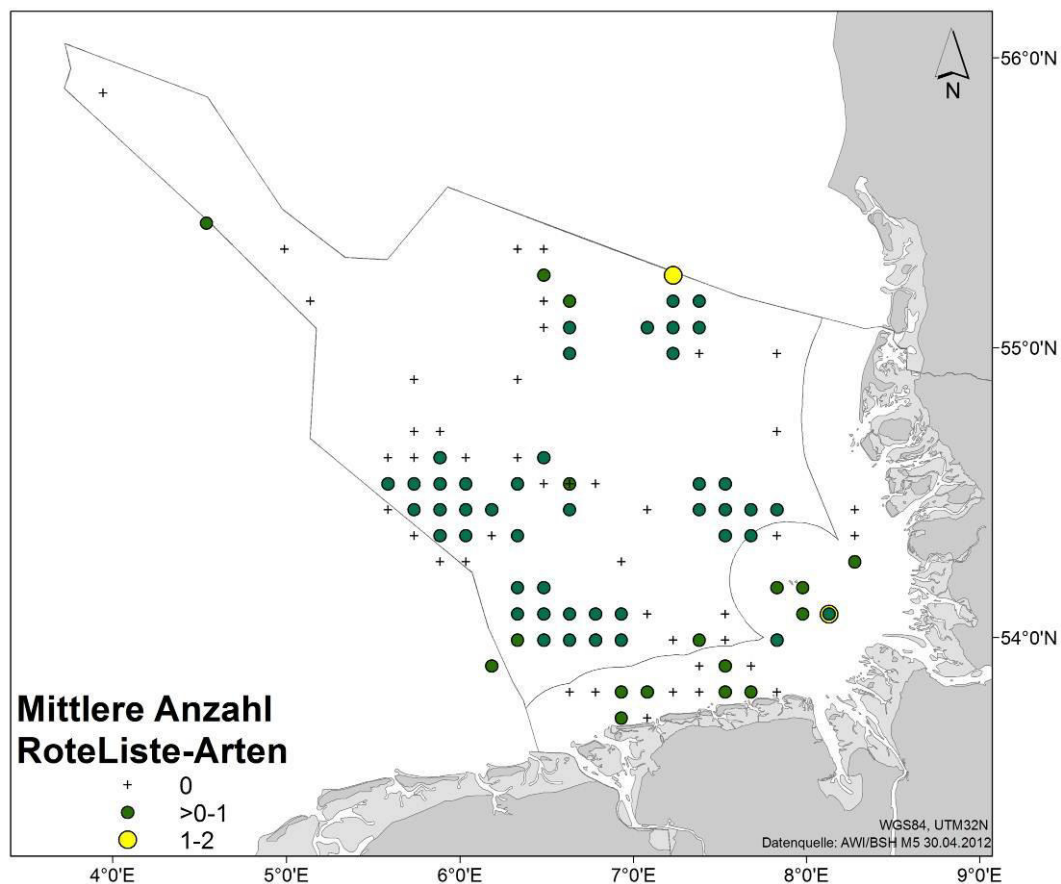 56°0'N
N
55°0'N
54°0'N
Mittlere Anzahl
RoteListe-Arten
0
>0-1
1-2
WGS84, UTM32N
Datenquelle: AWI/BSH M5 30.04.2012
4°0'E 5°0'E 6°0'E 7°0'E 8°0'E 9°0'E